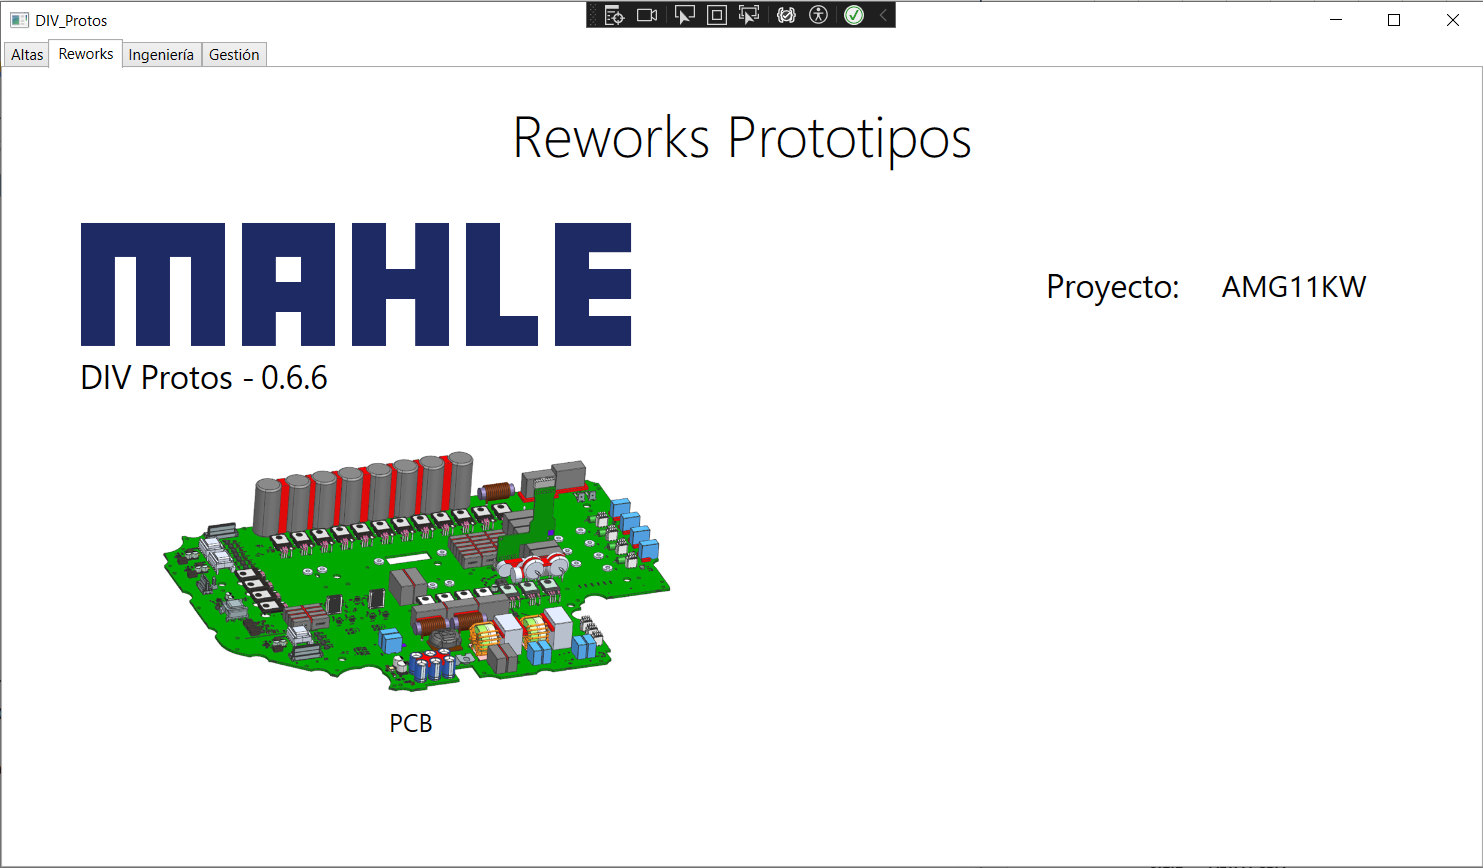 DIV_Protos
Altas Reworks Ingeniería Gestión
Reworks Prototipos
MAHLE
Proyecto: AMG11KW
DIV Protos - 0.6.6
PCB